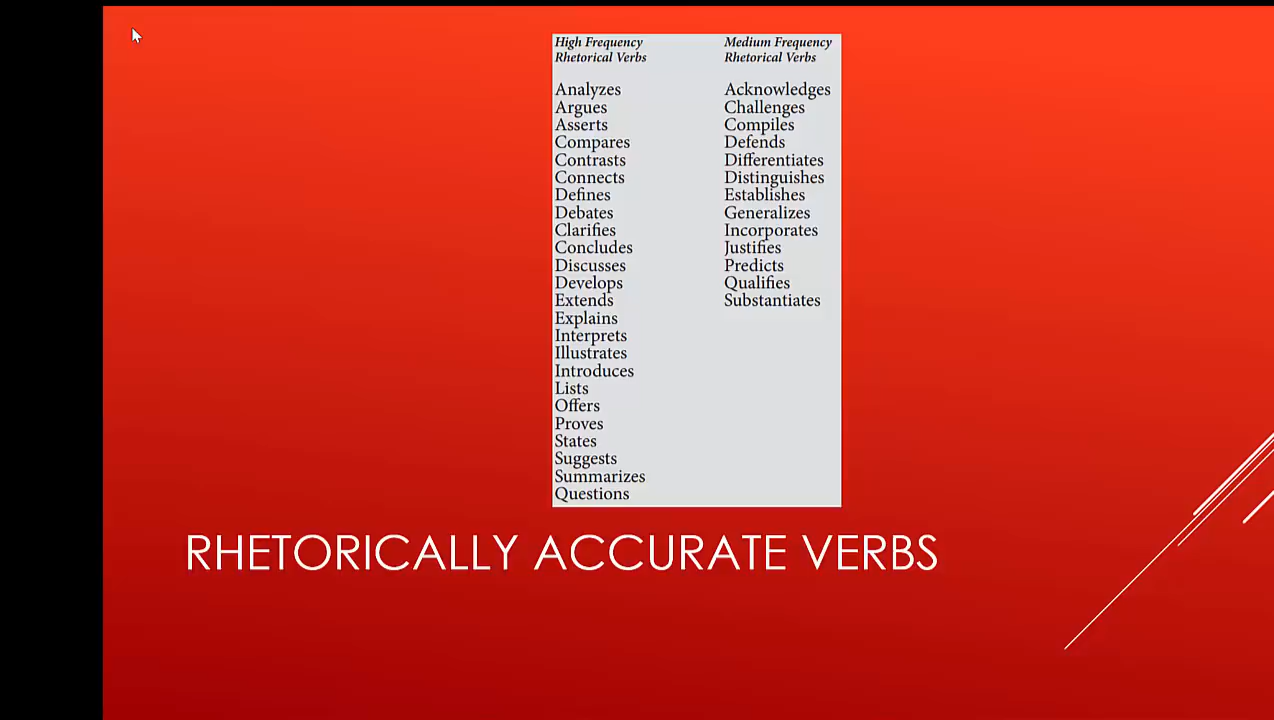 High Frequency
Rhetorical Verbs
Analyzes
Argues
Asserts
Compares
Contrasts
Connects
Defines
Debates
Clarifies
Concludes
Discusses
Develops
Extends
Explains
Interprets
Illustrates
Introduces
Lists
Offers
Proves
States
Suggests
Summarizes
Questions
Medium Frequency
Rhetorical Verbs
Acknowledges
Challenges
Compiles
Defends
Differentiates
Distinguishes
Establishes
Generalizes
Incorporates
Justifies
Predicts
Qualifies
Substantiates
RHETORICALLY ACCURATE VERBS